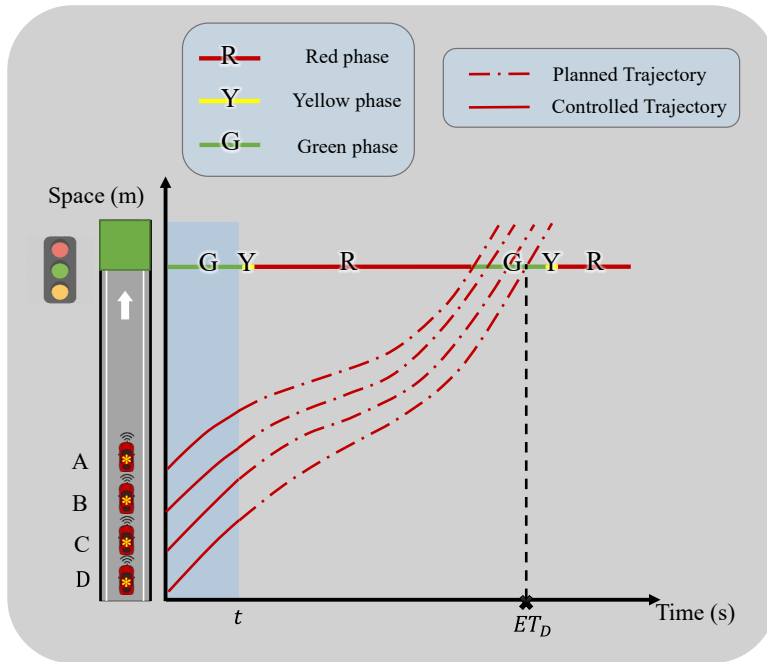 R Red phase
Y Yellow phase
G Green phase
Planned Trajectory
Controlled Trajectory
Space (m)
G Y R G Y R
A
B
C
D
t
ET_D
Time (s)